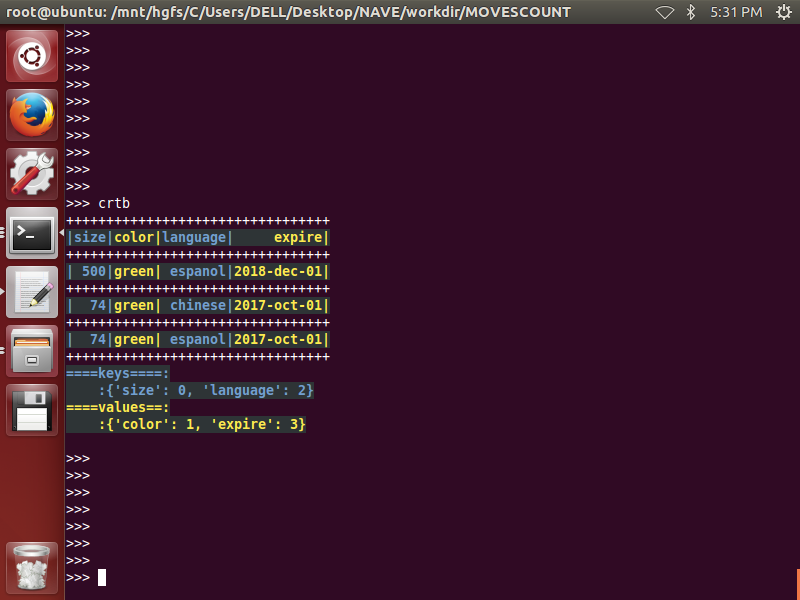 root@ubuntu: /mnt/hgfs/C/Users/DELL/Desktop/NAVE/workdir/MOVESCOUNT 5:31 PM
>>>
>>>
>>>
>>>
>>>
>>>
>>>
>>>
>>>
>>>
>>> crtb
+++++++++++++++++++++++++++++++++
|size|color|language|     expire|
+++++++++++++++++++++++++++++++++
| 500|green| espanol|2018-dec-01|
+++++++++++++++++++++++++++++++++
|  74|green| chinese|2017-oct-01|
+++++++++++++++++++++++++++++++++
|  74|green| espanol|2017-oct-01|
+++++++++++++++++++++++++++++++++
====keys====:
    :{'size': 0, 'language': 2}
====values==:
    :{'color': 1, 'expire': 3}
>>>
>>>
>>>
>>>
>>>
>>>
>>>
>>>